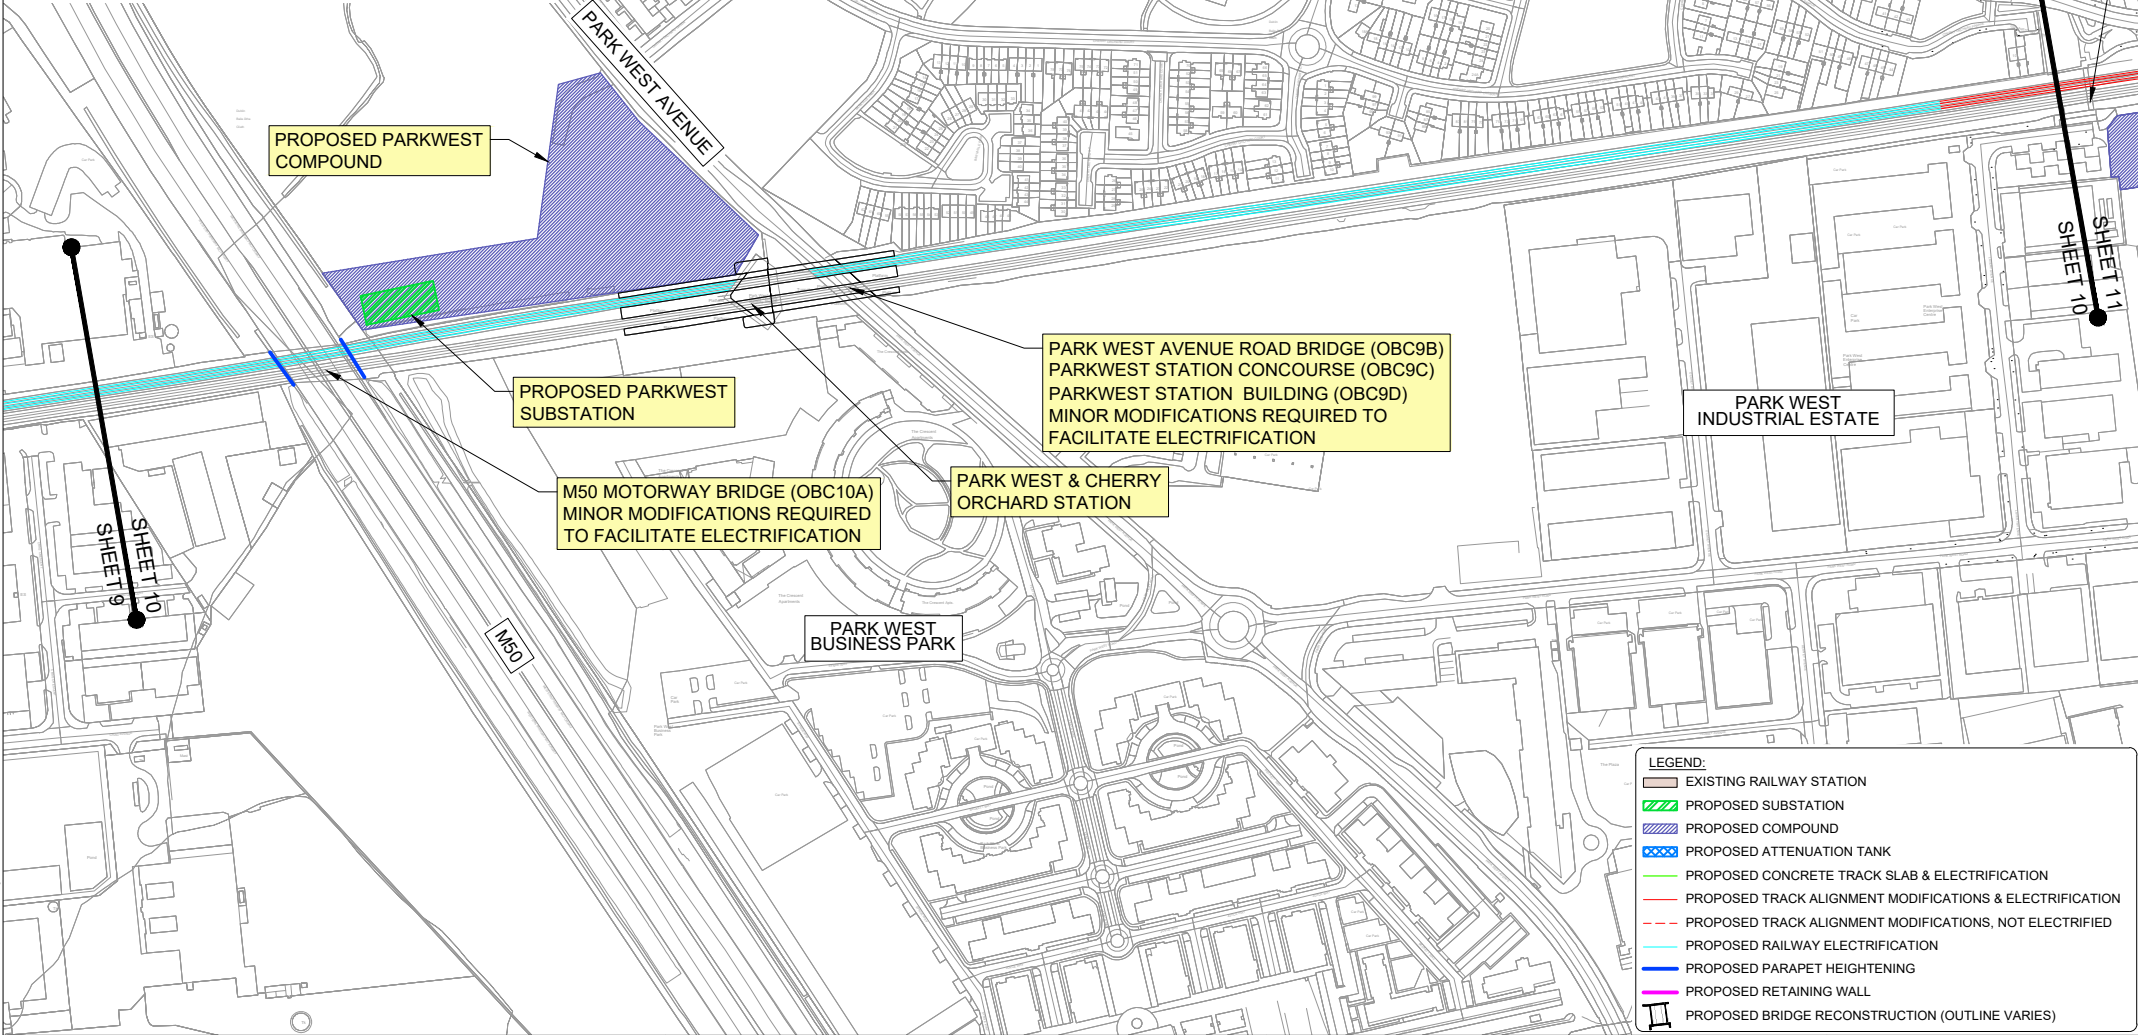 PARK WEST AVENUE
PROPOSED PARKWEST
COMPOUND
PROPOSED PARKWEST
SUBSTATION
M50 MOTORWAY BRIDGE (OBC10A)
MINOR MODIFICATIONS REQUIRED
TO FACILITATE ELECTRIFICATION
PARK WEST AVENUE ROAD BRIDGE (OBC9B)
PARKWEST STATION CONCOURSE (OBC9C)
PARKWEST STATION BUILDING (OBC9D)
MINOR MODIFICATIONS REQUIRED TO
FACILITATE ELECTRIFICATION
PARK WEST & CHERRY
ORCHARD STATION
PARK WEST
INDUSTRIAL ESTATE
SHEET 11
SHEET 10
SHEET 10
SHEET 9
M50
PARK WEST
BUSINESS PARK
LEGEND:
EXISTING RAILWAY STATION
PROPOSED SUBSTATION
PROPOSED COMPOUND
PROPOSED ATTENUATION TANK
PROPOSED CONCRETE TRACK SLAB & ELECTRIFICATION
PROPOSED TRACK ALIGNMENT MODIFICATIONS & ELECTRIFICATION
PROPOSED TRACK ALIGNMENT MODIFICATIONS, NOT ELECTRIFIED
PROPOSED RAILWAY ELECTRIFICATION
PROPOSED PARAPET HEIGHTENING
PROPOSED RETAINING WALL
PROPOSED BRIDGE RECONSTRUCTION (OUTLINE VARIES)